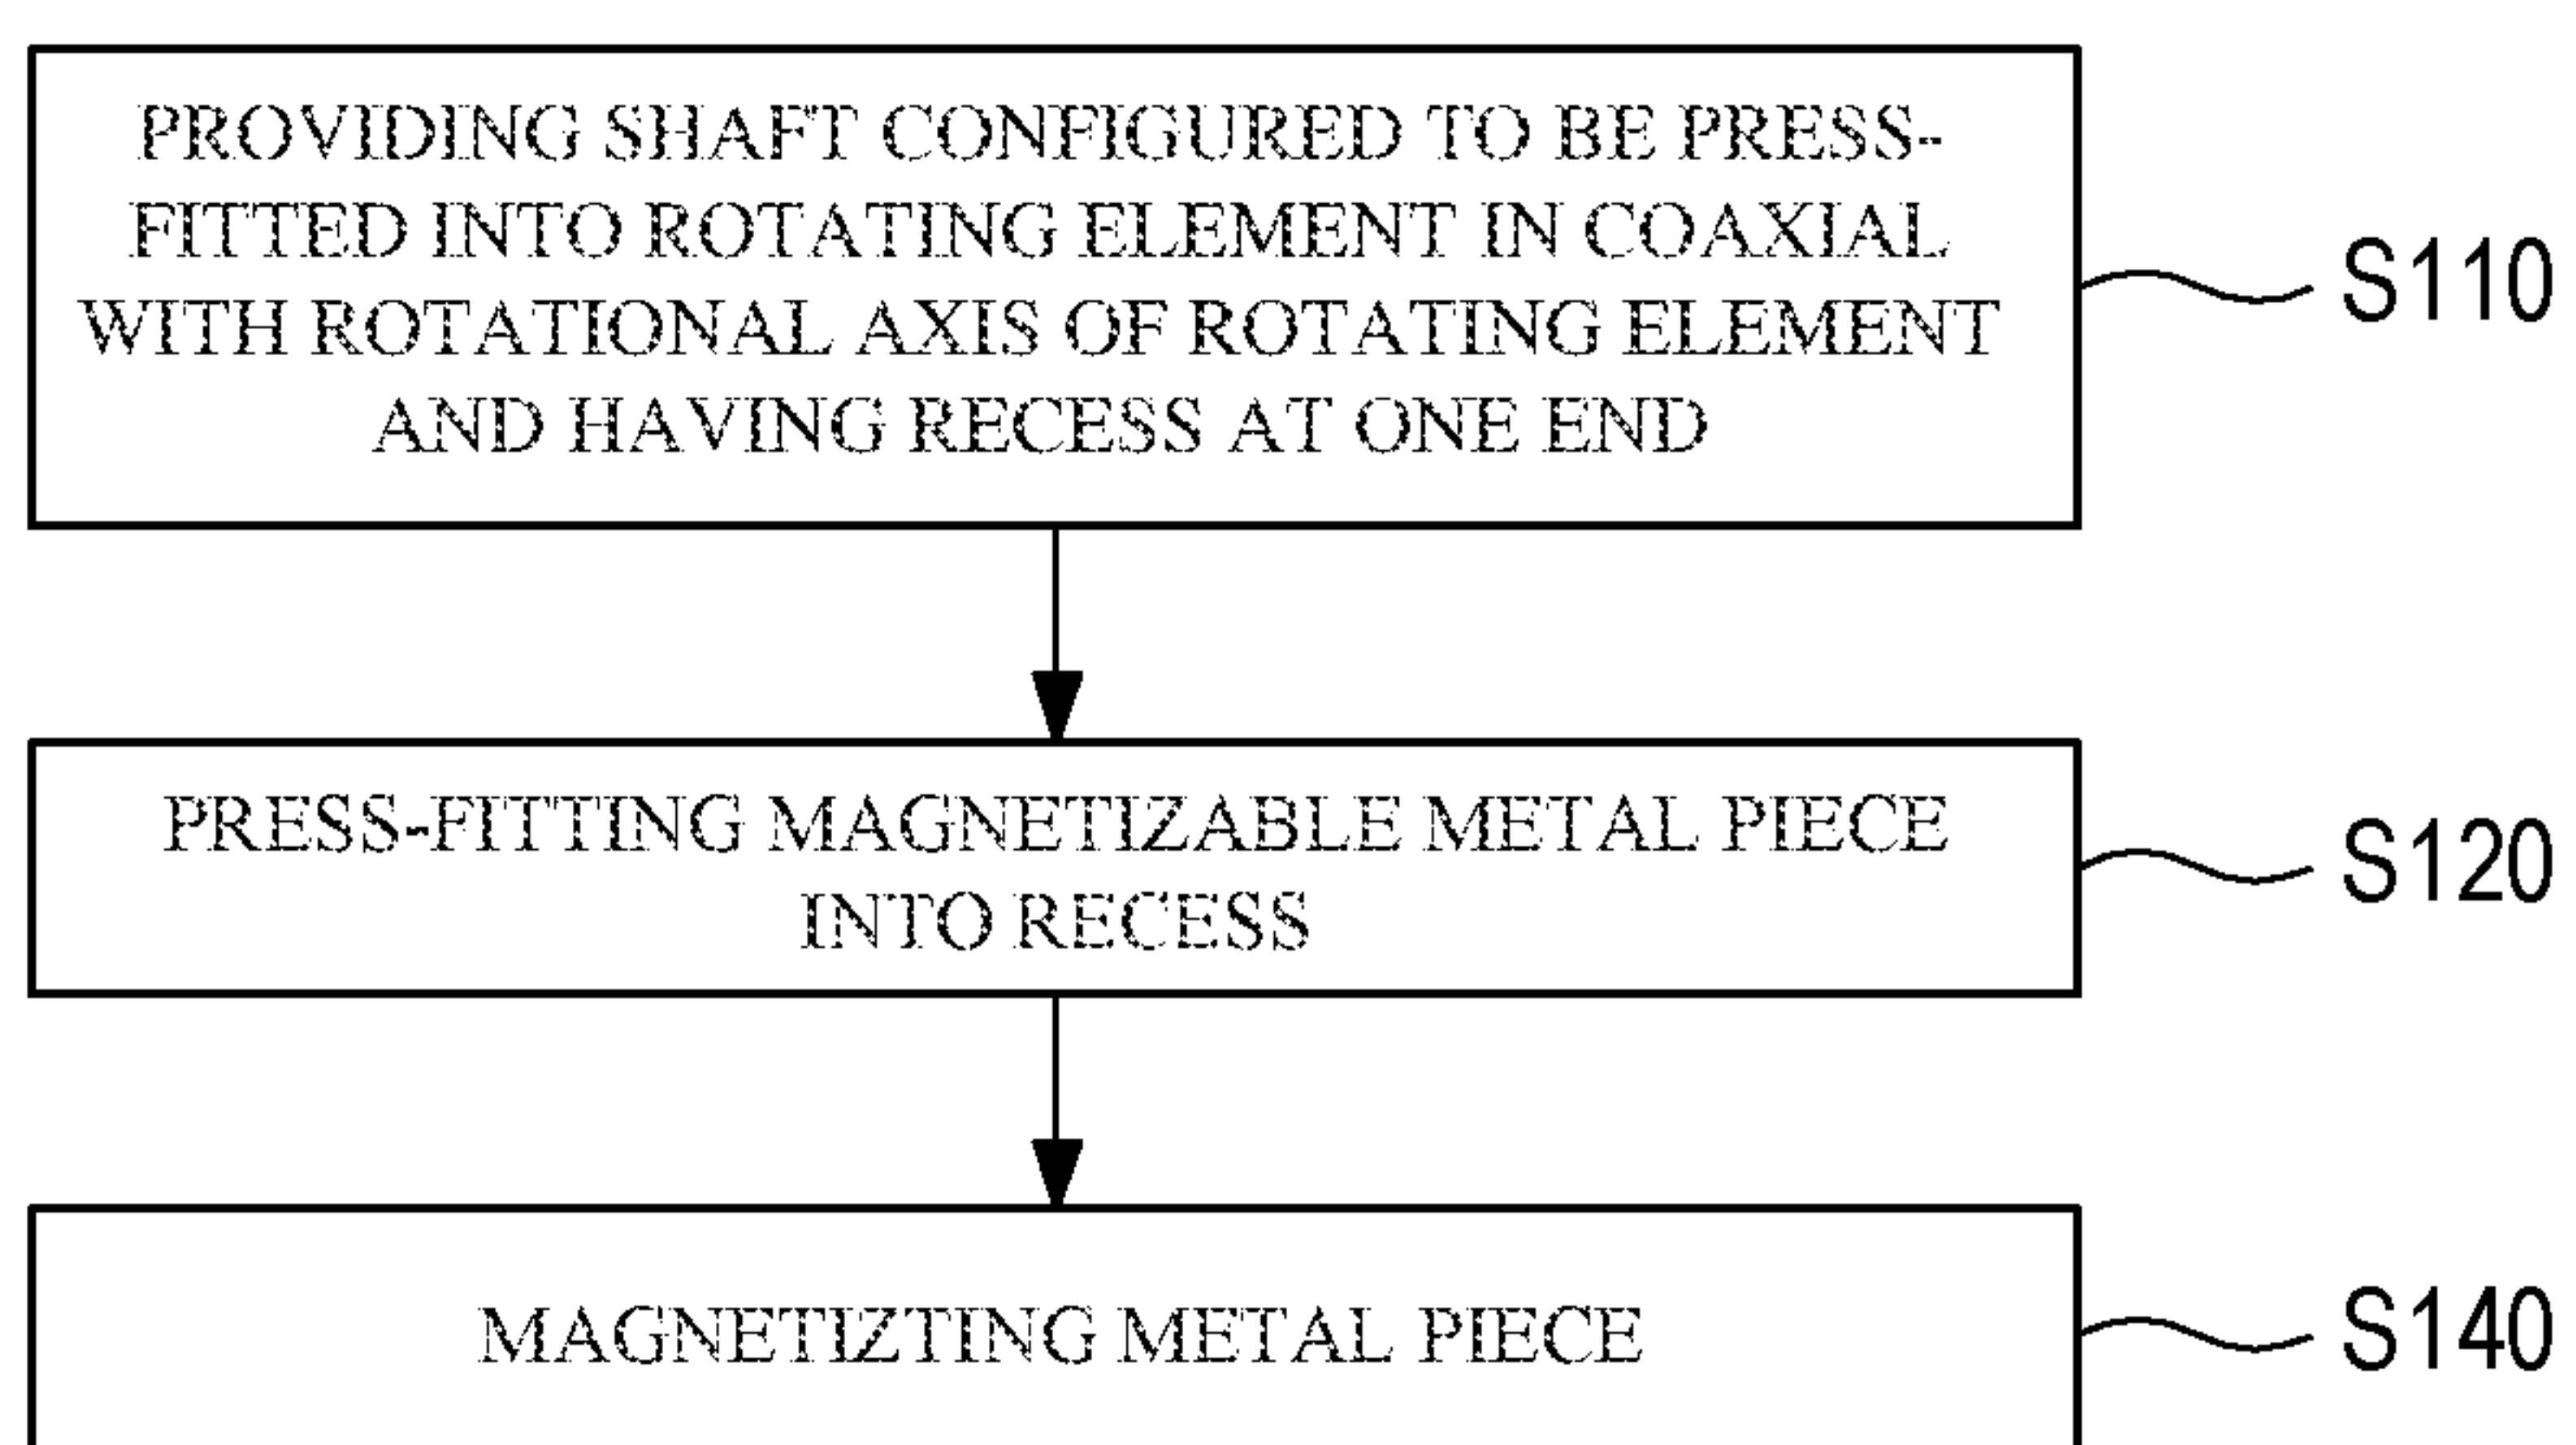 PROVIDING SHAFT CONFIGURED TO BE PRESS-
FITTED INTO ROTATING ELEMENT IN COAXIAL
WITH ROTATIONAL AXIS OF ROTATING ELEMENT
AND HAVING RECESS AT ONE END
S110
PRESS-FITTING MAGNETIZABLE METAL PIECE
INTO RECESS
S120
MAGNETIZTING METAL PIECE
S140